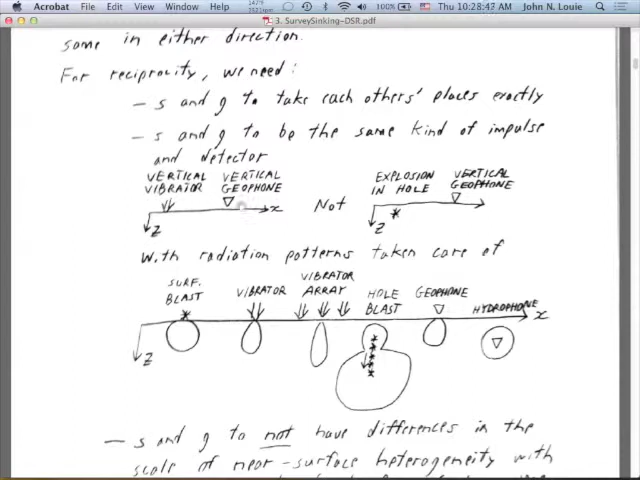 Acrobat File Edit View Window Help 100% Thu 10:28:43 AM John N. Louie
3. SurveySinking-DSR.pdf
same in either direction.
For reciprocity, we need:
– s and g to take each others' places exactly
– s and g to be the same kind of impulse
and detector
VERTICAL VIBRATOR VERTICAL GEOPHONE x z
Not
EXPLOSION IN HOLE VERTICAL GEOPHONE z
With radiation patterns taken care of
SURF. BLAST VIBRATOR VIBRATOR ARRAY HOLE BLAST GEOPHONE HYDROPHONE x
z
– s and g to not have differences in the
scale of near-surface heterogeneity with